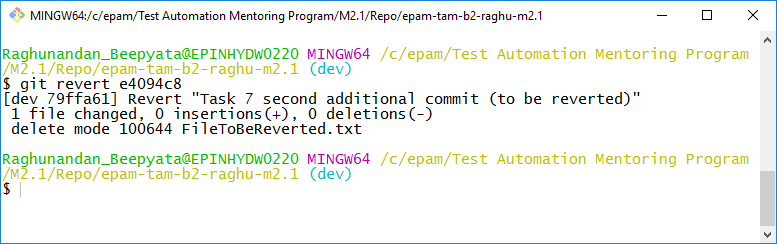 MINGW64:/c/epam/Test Automation Mentoring Program/M2.1/Repo/epam-tam-b2-raghu-m2.1
Raghunandan_Beepyata@EPINHYDW0220 MINGW64 /c/epam/Test Automation Mentoring Program
/M2.1/Repo/epam-tam-b2-raghu-m2.1 (dev)
$ git revert e4094c8
[dev 79ffa61] Revert "Task 7 second additional commit (to be reverted)"
1 file changed, 0 insertions(+), 0 deletions(-)
delete mode 100644 FileToBeReverted.txt
Raghunandan_Beepyata@EPINHYDW0220 MINGW64 /c/epam/Test Automation Mentoring Program
/M2.1/Repo/epam-tam-b2-raghu-m2.1 (dev)
$